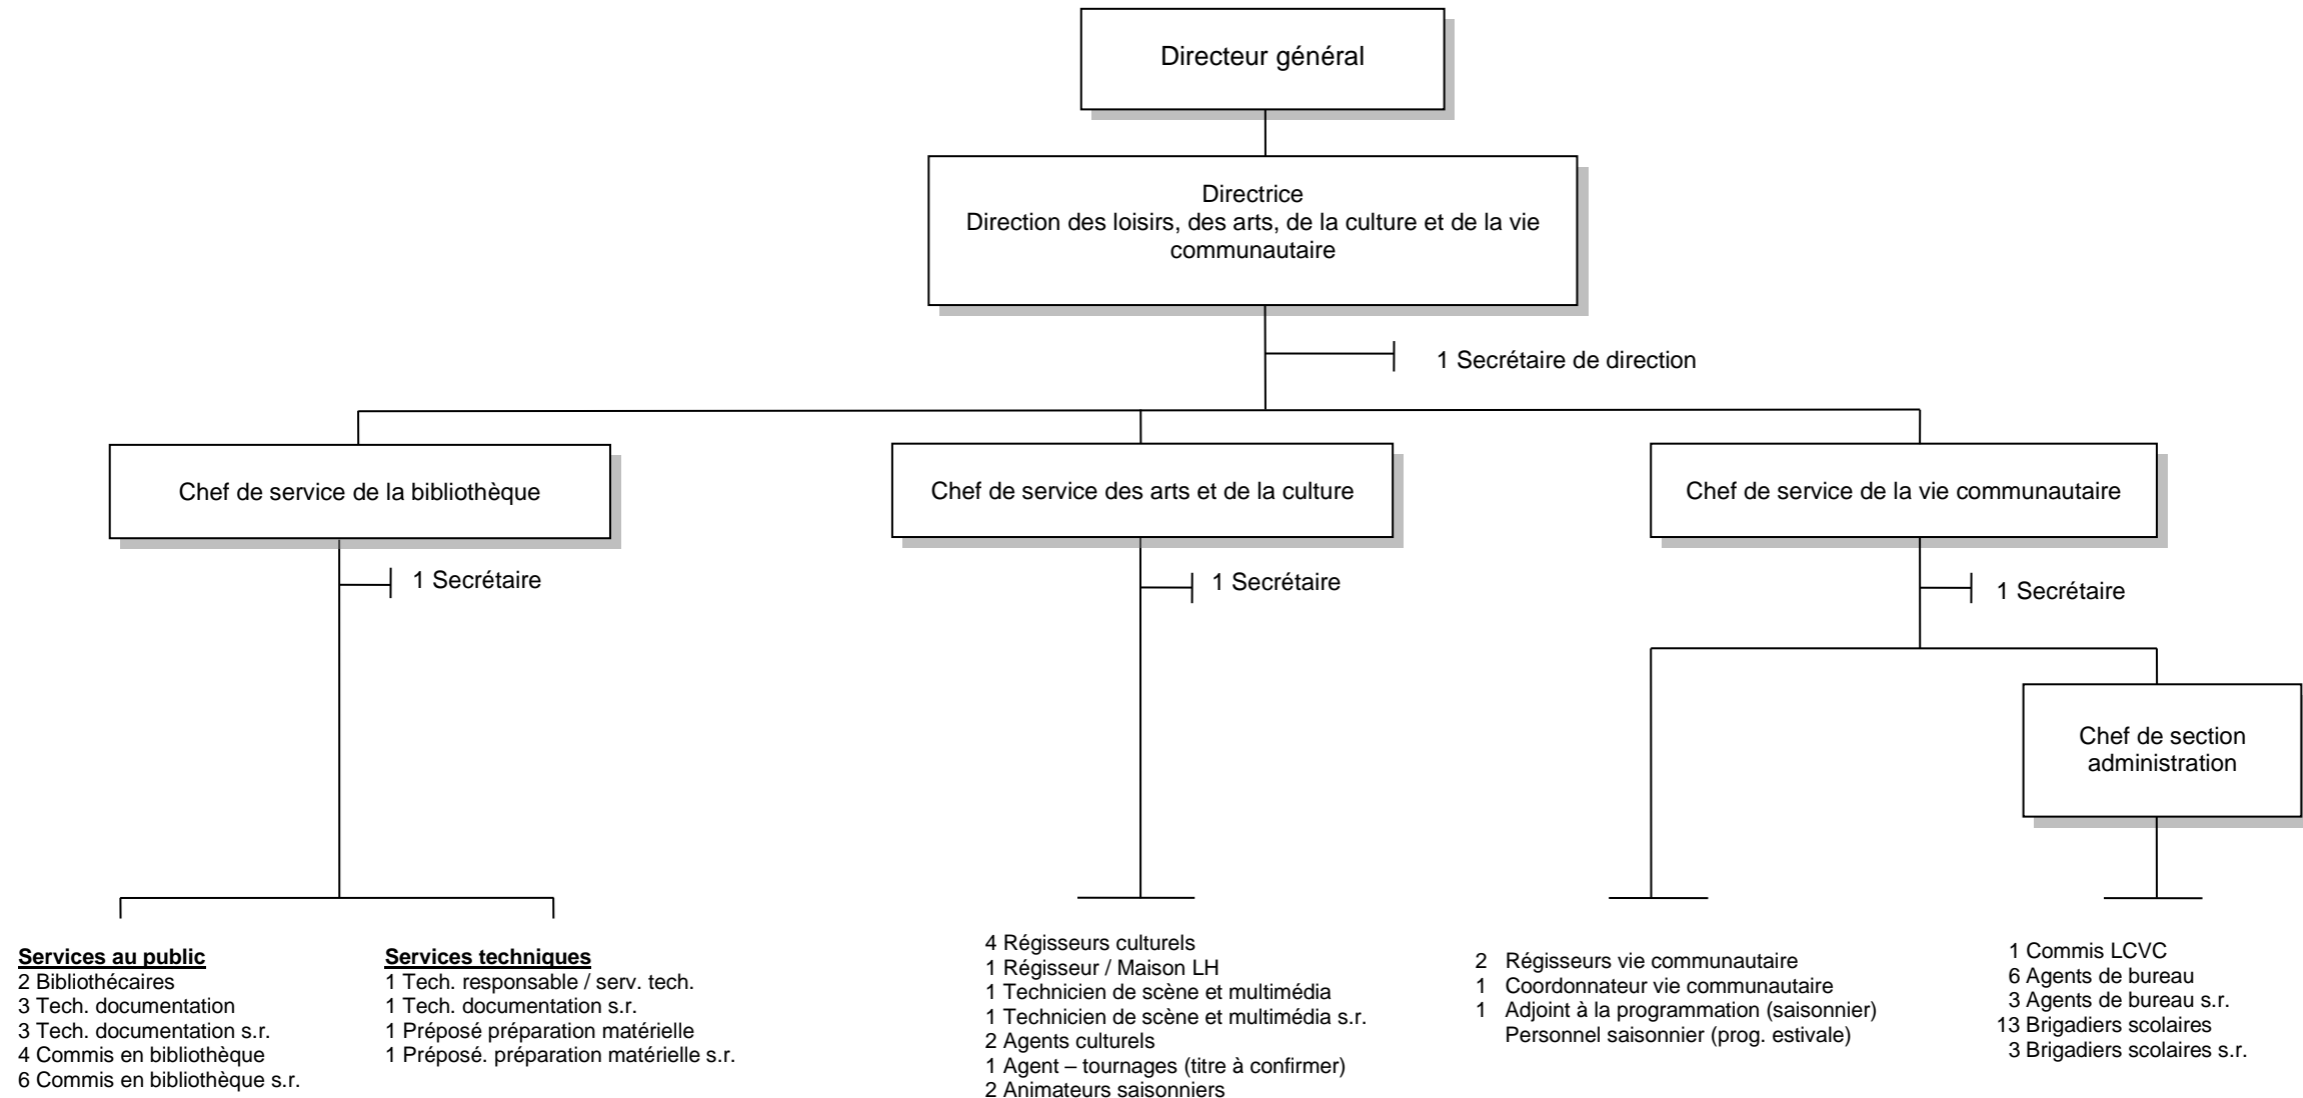 Directeur général
Directrice
Direction des loisirs, des arts, de la culture et de la vie
communautaire
1 Secrétaire de direction
Chef de service de la bibliothèque
Chef de service des arts et de la culture
Chef de service de la vie communautaire
1 Secrétaire
1 Secrétaire
1 Secrétaire
Chef de section
administration
Services au public
2 Bibliothécaires
3 Tech. documentation
3 Tech. documentation s.r.
4 Commis en bibliothèque
6 Commis en bibliothèque s.r.
Services techniques
1 Tech. responsable / serv. tech.
1 Tech. documentation s.r.
1 Préposé préparation matérielle
1 Préposé. préparation matérielle s.r.
4 Régisseurs culturels
1 Régisseur / Maison LH
1 Technicien de scène et multimédia
1 Technicien de scène et multimédia s.r.
2 Agents culturels
1 Agent – tournages (titre à confirmer)
2 Animateurs saisonniers
2 Régisseurs vie communautaire
1 Coordonnateur vie communautaire
1 Adjoint à la programmation (saisonnier)
Personnel saisonnier (prog. estivale)
1 Commis LCVC
6 Agents de bureau
3 Agents de bureau s.r.
13 Brigadiers scolaires
3 Brigadiers scolaires s.r.